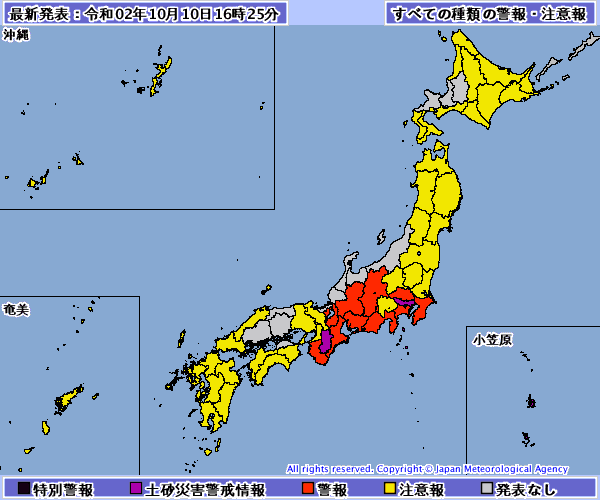 最新発表：令和02年10月10日16時25分
すべての種類の警報・注意報
沖縄
奄美
小笠原
All rights reserved. Copyright © Japan Meteorological Agency
特別警報 土砂災害警戒情報 警報 注意報 発表なし